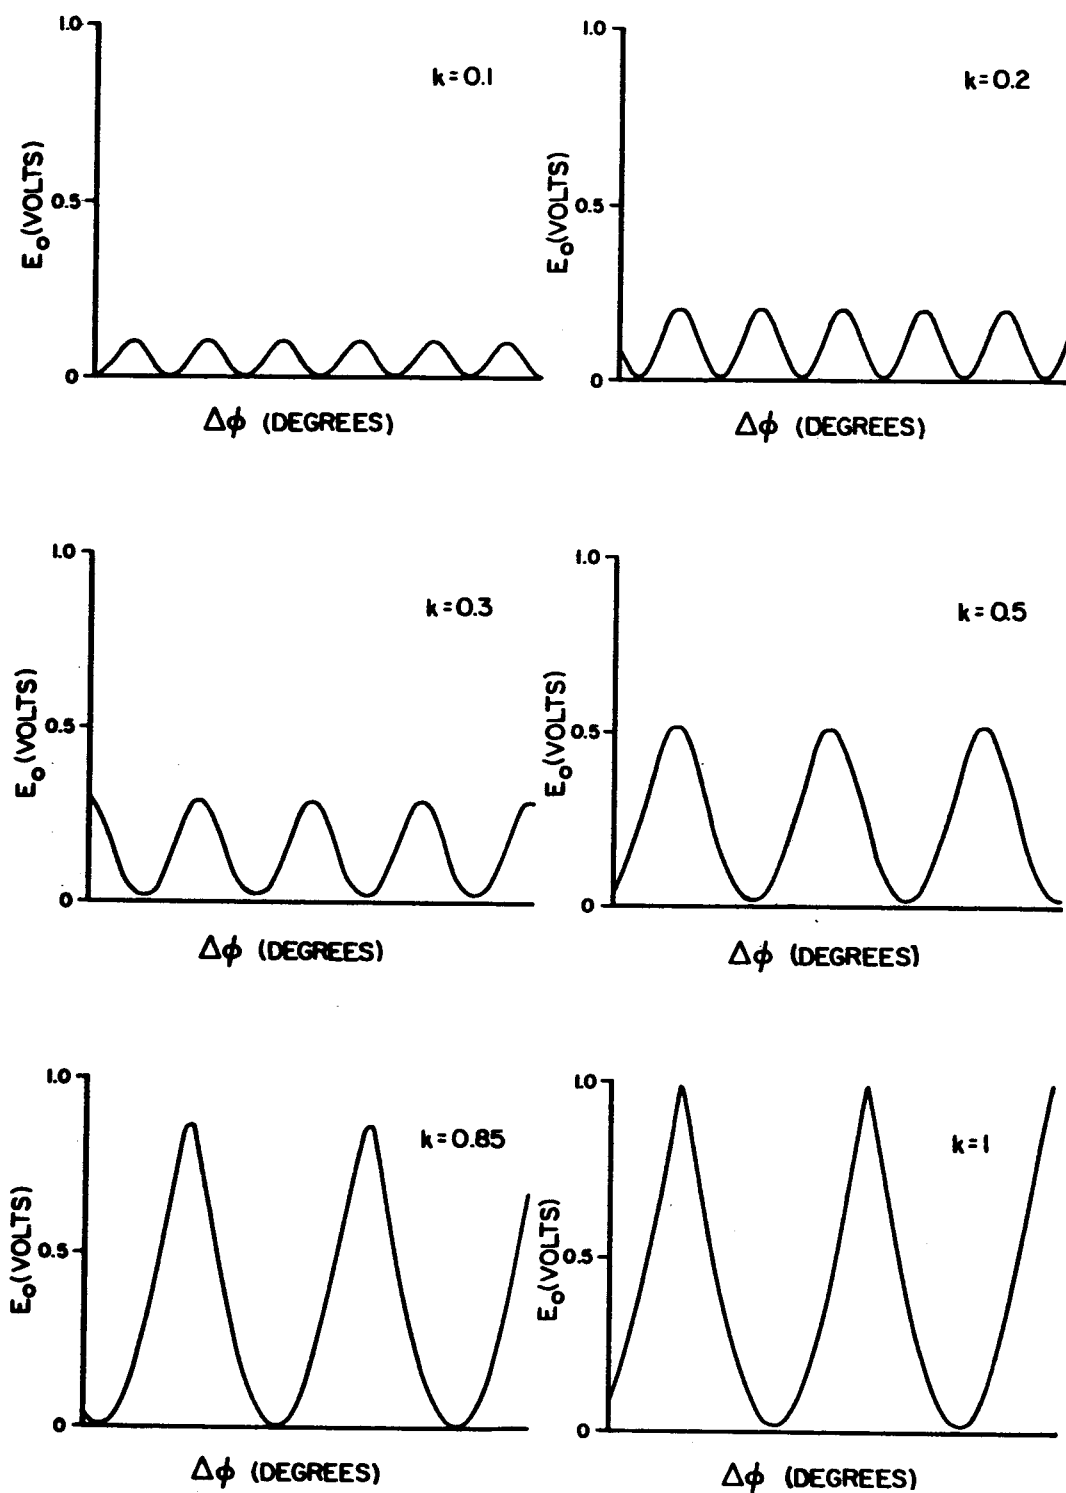 1.0
k=0.1
E₀(VOLTS)
0.5
0
Δϕ (DEGREES)
1.0
k=0.2
E₀(VOLTS)
0.5
0
Δϕ (DEGREES)
1.0
k=0.3
E₀(VOLTS)
0.5
0
Δϕ (DEGREES)
1.0
k=0.5
E₀(VOLTS)
0.5
0
Δϕ (DEGREES)
1.0
k=0.85
E₀(VOLTS)
0.5
0
Δϕ (DEGREES)
1.0
k=1
E₀(VOLTS)
0.5
0
Δϕ (DEGREES)